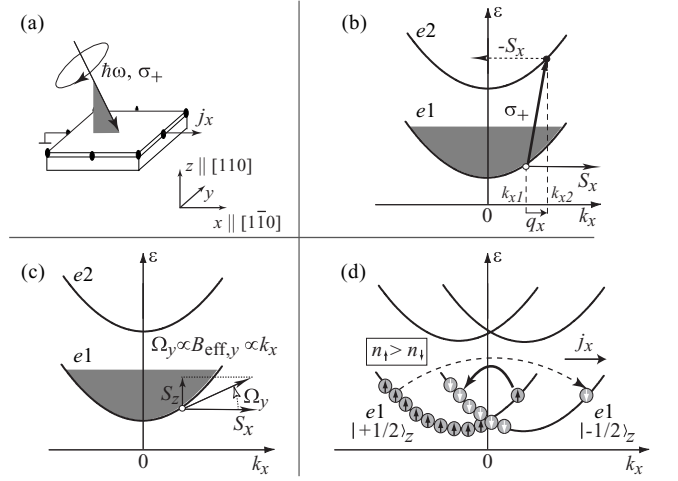 (a)
ħω, σ+
jx
z || [110]
y
x || [11̄0]
(b)
ε
e2
-Sx
e1
σ+
Sx
kx1
kx2
0
qx
kx
(c)
ε
e2
Ωy∝Beff,y∝kx
e1
Sz
Ωy
Sx
0
kx
(d)
ε
n↑> n↓
jx
e1
|+1/2⟩z
e1
|-1/2⟩z
0
kx